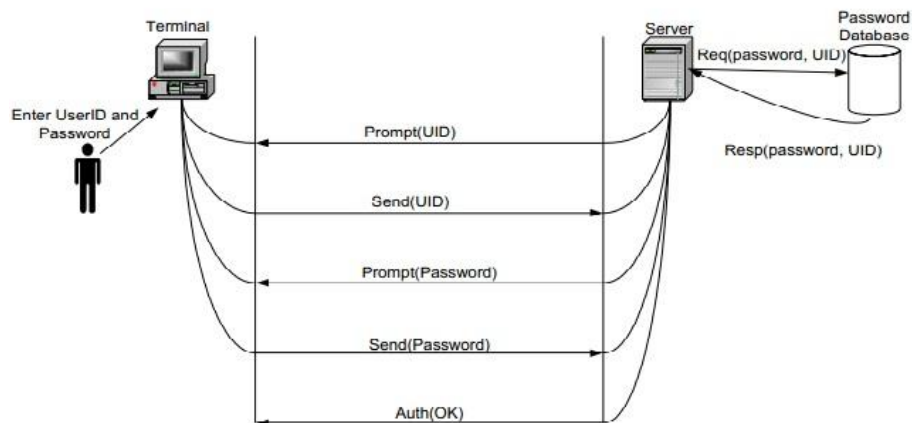 Terminal
Server
Password
Database
Req(password, UID)
Enter UserID and
Password
Prompt(UID)
Resp(password, UID)
Send(UID)
Prompt(Password)
Send(Password)
Auth(OK)